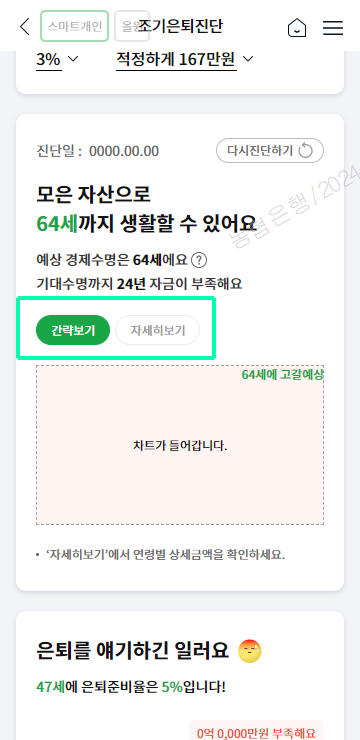 스마트개인
올원
조기은퇴진단
3%
적정하게 167만원
진단일 : 0000.00.00
다시진단하기
모은 자산으로
64세까지 생활할 수 있어요
예상 경제수명은 64세에요 ?
기대수명까지 24년 자금이 부족해요
농협은행/2024
간략보기
자세히보기
64세에 고갈예상
차트가 들어갑니다.
• ‘자세히보기’에서 연령별 상세금액을 확인하세요.
은퇴를 얘기하긴 일러요
47세에 은퇴준비율은 5%입니다!
0억 0,000만원 부족해요